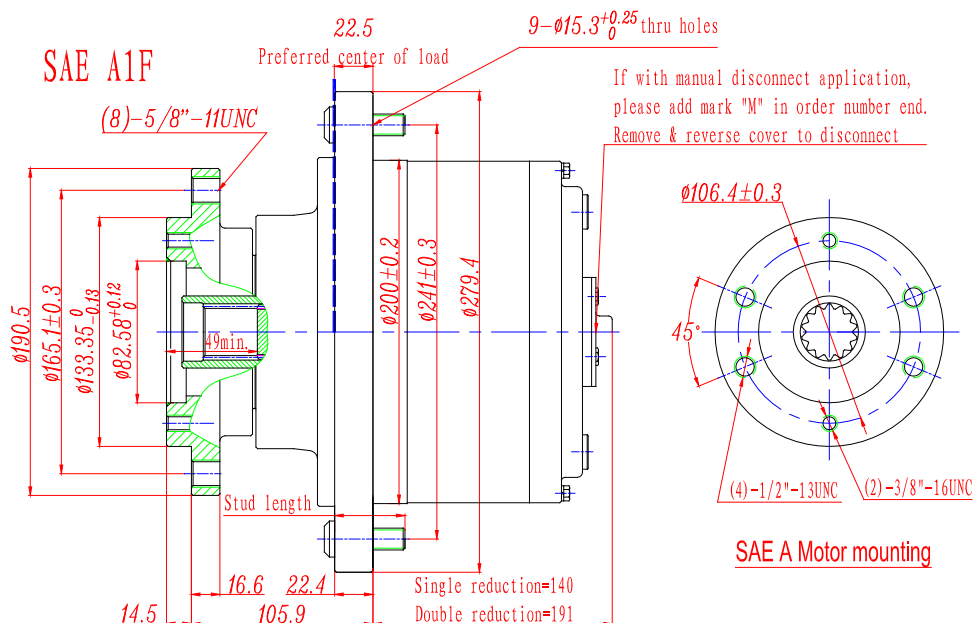 SAE A1F
22.5
Preferred center of load
9-ø15.3 +0.25 0 thru holes
If with manual disconnect application,
please add mark "M" in order number end.
Remove & reverse cover to disconnect
(8)-5/8"-11UNC
ø190.5
ø165.1±0.3
ø133.35 0 -0.13
ø82.58 +0.12 0
49min.
ø200±0.2
ø241±0.3
ø279.4
ø106.4±0.3
45°
(4)-1/2"-13UNC
(2)-3/8"-16UNC
SAE A Motor mounting
Stud length
16.6
22.4
Single reduction=140
14.5
105.9
Double reduction=191